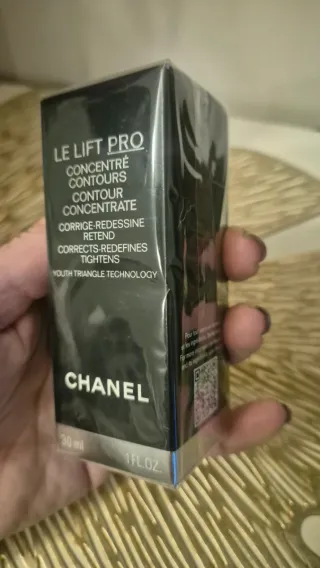 LE LIFT PRO
CONCENTRÉ
CONTOURS
CONTOUR
CONCENTRATE
CORRIGE-REDESSINE
RETEND
CORRECTS-REDEFINES
TIGHTENS
YOUTH TRIANGLE TECHNOLOGY
CHANEL
30 ml
1 FL. OZ.